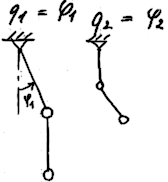 q₁ = φ₁ q₂ = φ₂
φ₁